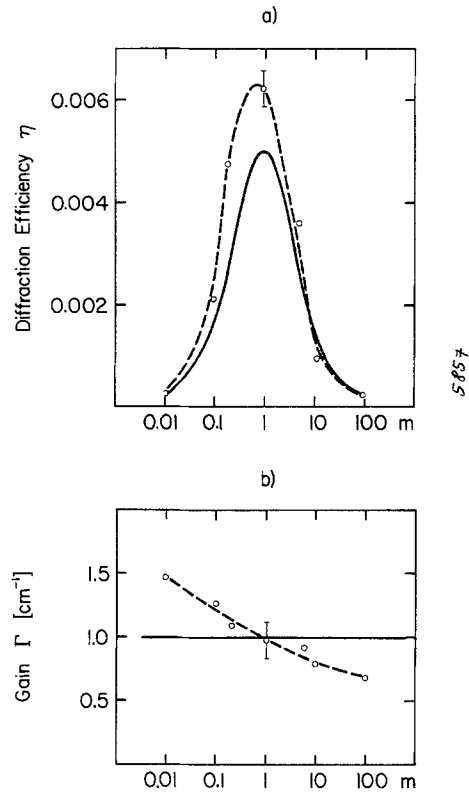 a)
Diffraction Efficiency η
0.006
0.004
0.002
0.01 0.1 1 10 100 m
5857
b)
Gain Γ [cm⁻¹]
1.5
1.0
0.5
0.01 0.1 1 10 100 m